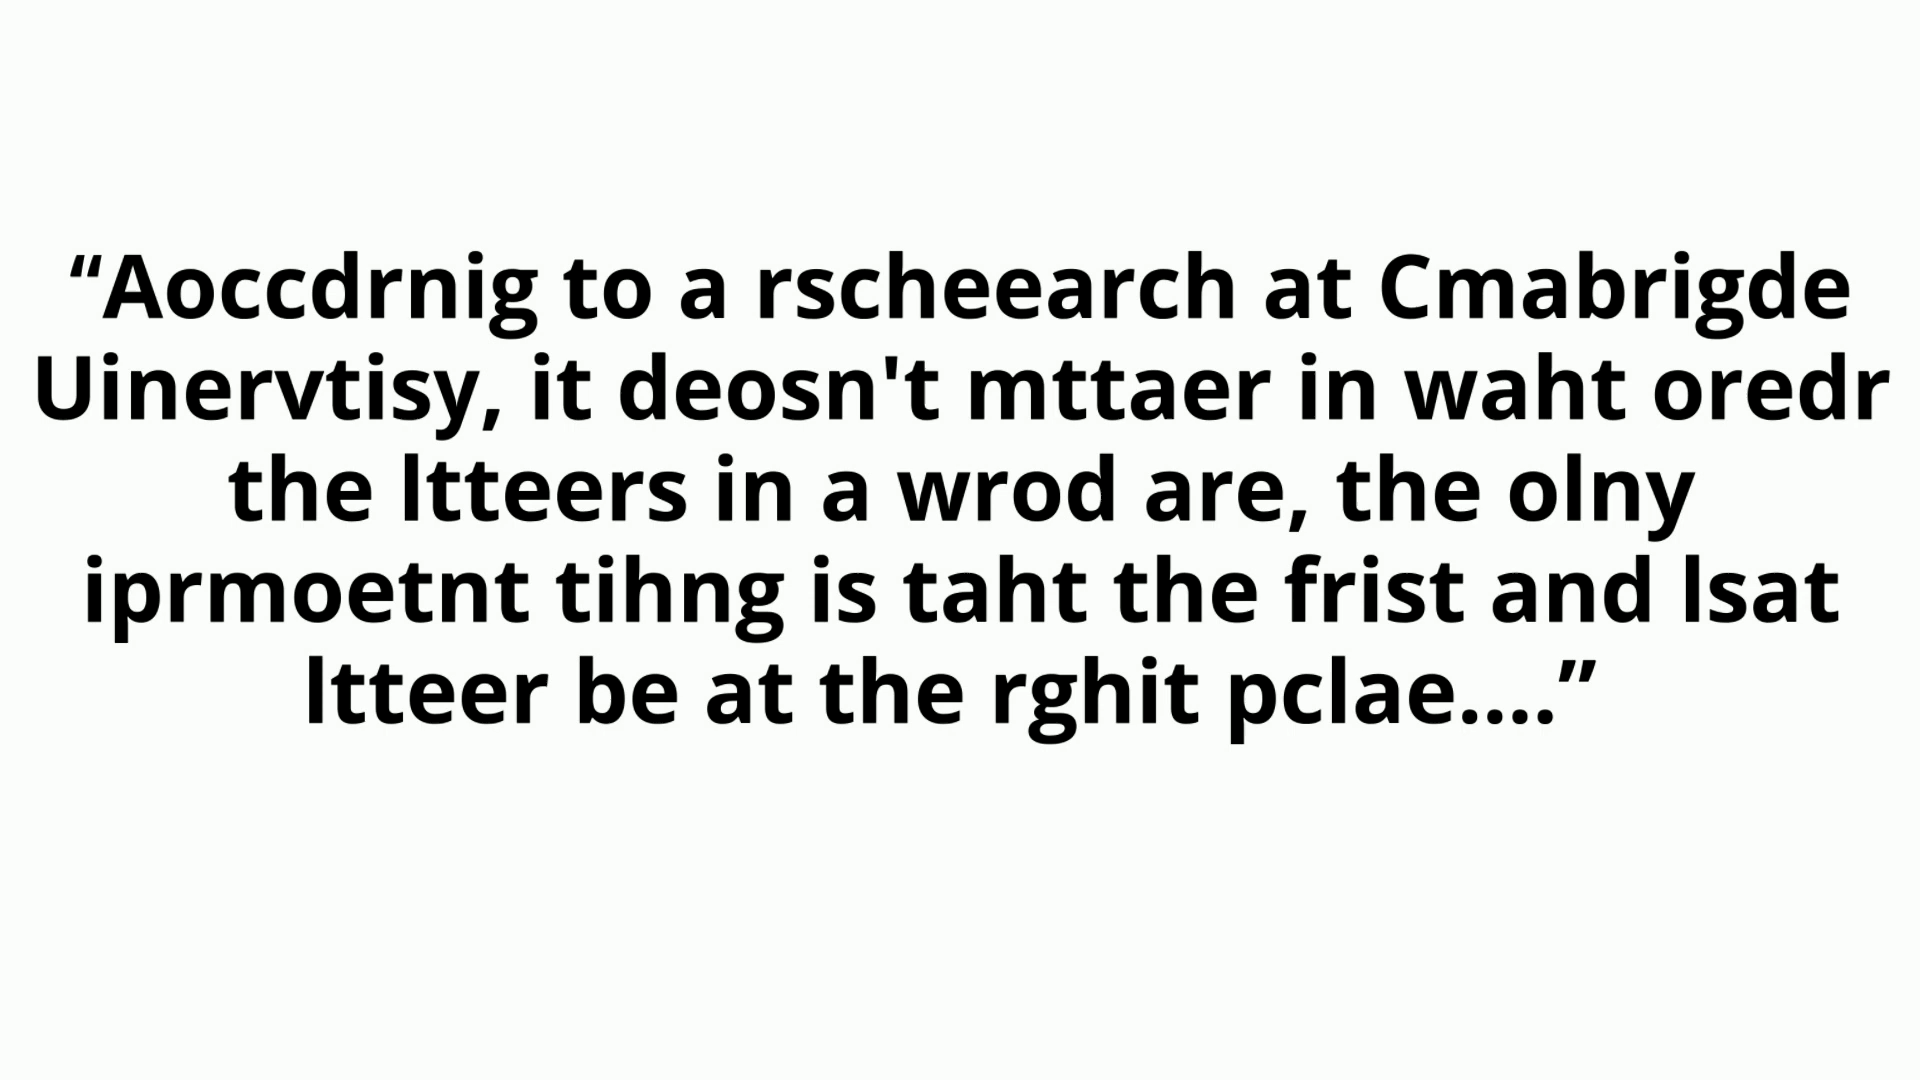 “Aoccdrnig to a rscheearch at Cmabrigde
Uinervtisy, it deosn't mttaer in waht oredr
the ltteers in a wrod are, the olny
iprmoetnt tihng is taht the frist and lsat
ltteer be at the rghit pclae....”